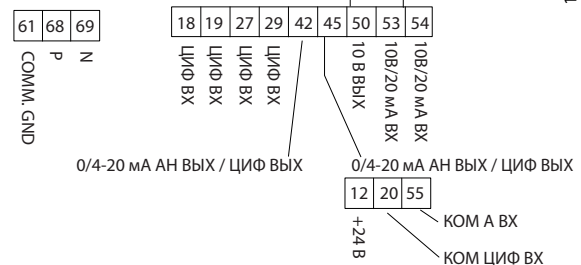 61 68 69
COMM. GND
P
N
18 19 27 29 42 45 50 53 54
ЦИФ ВХ
ЦИФ ВХ
ЦИФ ВХ
ЦИФ ВХ
10 В ВЫХ
10В/20 мА ВХ
10В/20 мА ВХ
0/4-20 мА АН ВЫХ / ЦИФ ВЫХ
0/4-20 мА АН ВЫХ / ЦИФ ВЫХ
12 20 55
+24 В
КОМ А ВХ
КОМ ЦИФ ВХ